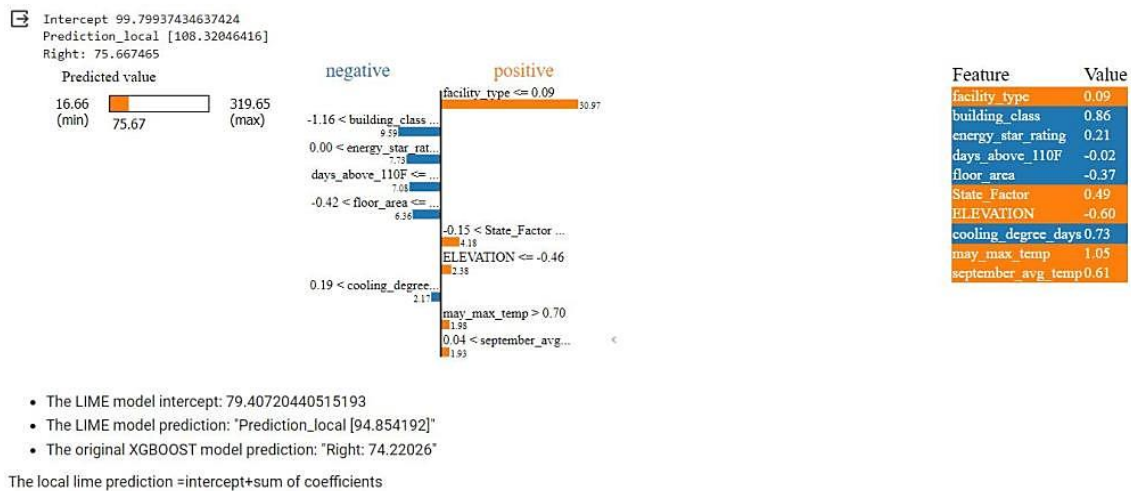 Intercept 99.79937434637424
Prediction_local [108.32046416]
Right: 75.667465
Predicted value
16.66
(min)
75.67
319.65
(max)
negative
positive
facility_type <= 0.09
30.97
-1.16 < building_class ...
9.59
0.00 < energy_star_rat...
7.73
days_above_110F <= ...
7.08
-0.42 < floor_area <= ...
6.36
-0.15 < State_Factor ...
4.18
ELEVATION <= -0.46
2.38
0.19 < cooling_degree...
2.17
may_max_temp > 0.70
1.98
0.04 < september_avg...
1.93
Feature Value
facility_type 0.09
building_class 0.86
energy_star_rating 0.21
days_above_110F -0.02
floor_area -0.37
State_Factor 0.49
ELEVATION -0.60
cooling_degree_days 0.73
may_max_temp 1.05
september_avg_temp 0.61
• The LIME model intercept: 79.40720440515193
• The LIME model prediction: "Prediction_local [94.854192]"
• The original XGBOOST model prediction: "Right: 74.22026"
The local lime prediction =intercept+sum of coefficients